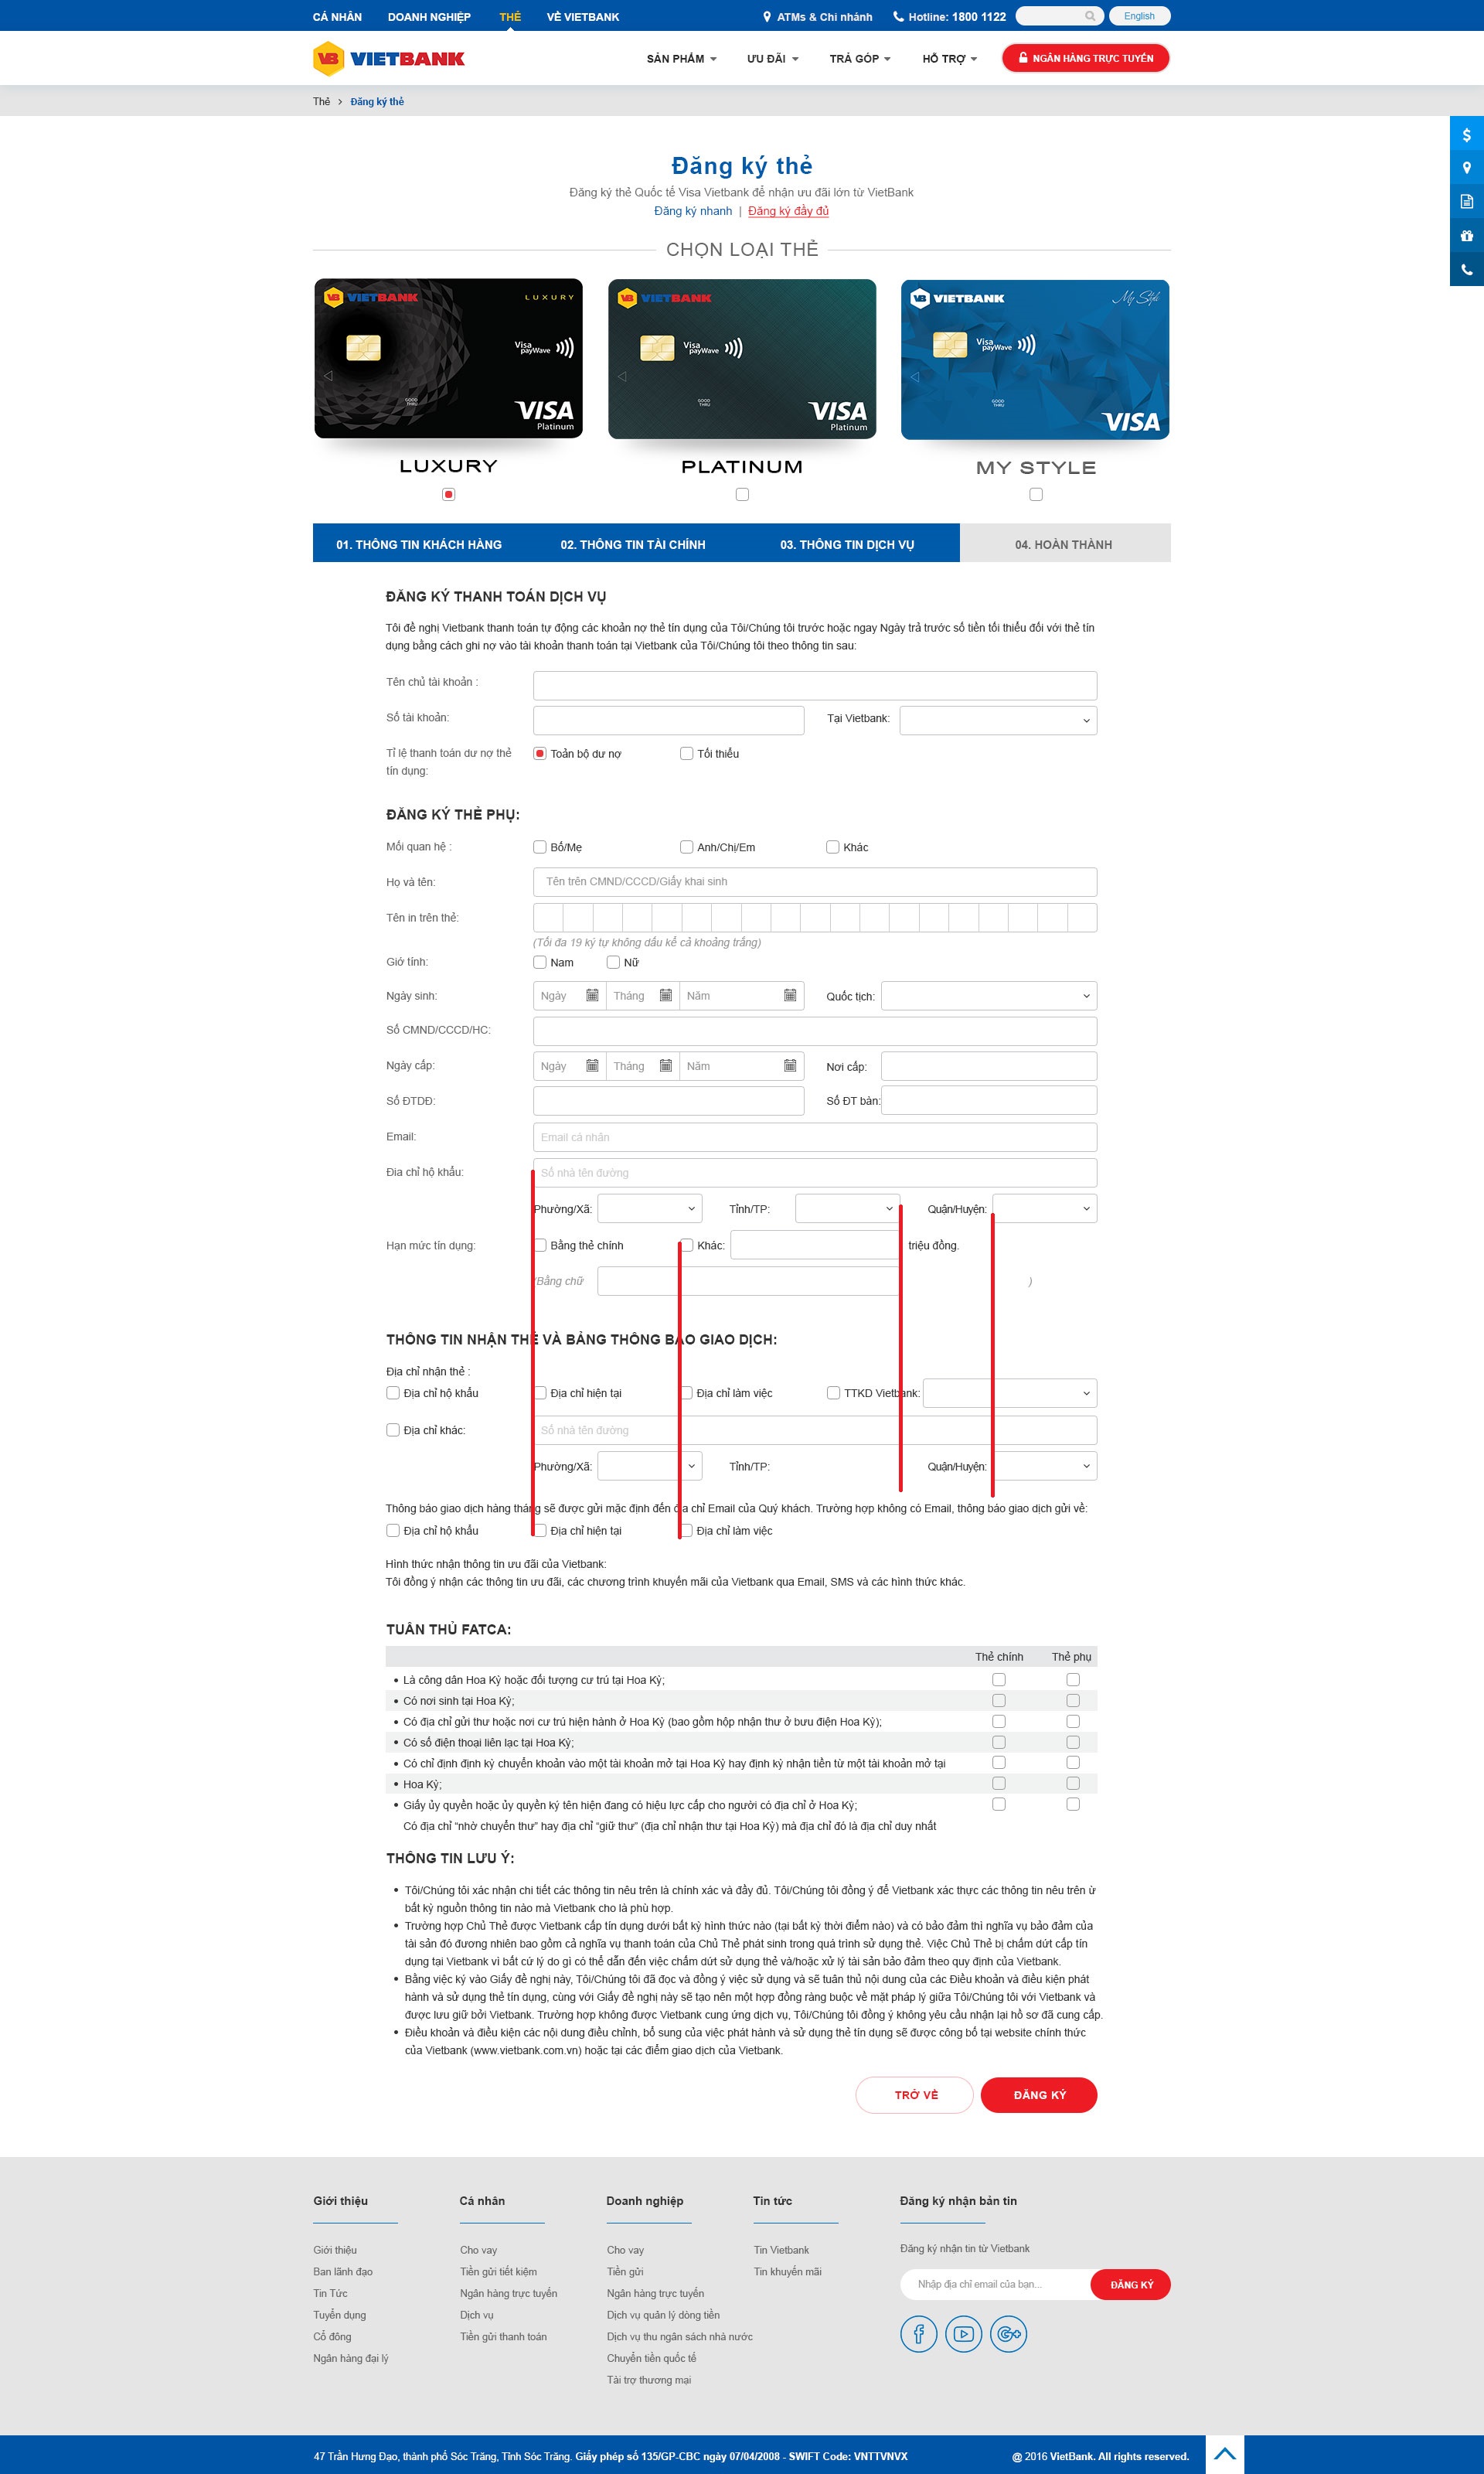 CÁ NHÂN DOANH NGHIỆP THẺ VỀ VIETBANK ATMs & Chi nhánh Hotline: 1800 1122 English
VB VIETBANK SẢN PHẨM ƯU ĐÃI TRẢ GÓP HỖ TRỢ NGÂN HÀNG TRỰC TUYẾN
Thẻ > Đăng ký thẻ
Đăng ký thẻ
Đăng ký thẻ Quốc tế Visa Vietbank để nhận ưu đãi lớn từ VietBank
Đăng ký nhanh | Đăng ký đầy đủ
CHỌN LOẠI THẺ
VB VIETBANK LUXURY
Visa payWave
GOOD THRU
VISA Platinum
VB VIETBANK
Visa payWave
GOOD THRU
VISA Platinum
VB VIETBANK My Style
Visa payWave
GOOD THRU
VISA
LUXURY PLATINUM MY STYLE
01. THÔNG TIN KHÁCH HÀNG 02. THÔNG TIN TÀI CHÍNH 03. THÔNG TIN DỊCH VỤ 04. HOÀN THÀNH
ĐĂNG KÝ THANH TOÁN DỊCH VỤ
Tôi đề nghị Vietbank thanh toán tự động các khoản nợ thẻ tín dụng của Tôi/Chúng tôi trước hoặc ngay Ngày trả trước số tiền tối thiểu đối với thẻ tín
dụng bằng cách ghi nợ vào tài khoản thanh toán tại Vietbank của Tôi/Chúng tôi theo thông tin sau:
Tên chủ tài khoản :
Số tài khoản: Tại Vietbank:
Tỉ lệ thanh toán dư nợ thẻ Toàn bộ dư nợ Tối thiểu
tín dụng:
ĐĂNG KÝ THẺ PHỤ:
Mối quan hệ : Bố/Mẹ Anh/Chị/Em Khác
Họ và tên: Tên trên CMND/CCCD/Giấy khai sinh
Tên in trên thẻ:
(Tối đa 19 ký tự không dấu kể cả khoảng trắng)
Giớ tính: Nam Nữ
Ngày sinh: Ngày Tháng Năm Quốc tịch:
Số CMND/CCCD/HC:
Ngày cấp: Ngày Tháng Năm Nơi cấp:
Số ĐTDĐ: Số ĐT bàn:
Email: Email cá nhân
Đia chỉ hộ khẩu: Số nhà tên đường
Phường/Xã: Tỉnh/TP: Quận/Huyện:
Hạn mức tín dụng: Bằng thẻ chính Khác: triệu đồng.
(Bằng chữ )
THÔNG TIN NHẬN THẺ VÀ BẢNG THÔNG BÁO GIAO DỊCH:
Địa chỉ nhận thẻ :
Địa chỉ hộ khẩu Địa chỉ hiện tại Địa chỉ làm việc TTKD Vietbank:
Địa chỉ khác: Số nhà tên đường
Phường/Xã: Tỉnh/TP: Quận/Huyện:
Thông báo giao dịch hàng tháng sẽ được gửi mặc định đến địa chỉ Email của Quý khách. Trường hợp không có Email, thông báo giao dịch gửi về:
Địa chỉ hộ khẩu Địa chỉ hiện tại Địa chỉ làm việc
Hình thức nhận thông tin ưu đãi của Vietbank:
Tôi đồng ý nhận các thông tin ưu đãi, các chương trình khuyến mãi của Vietbank qua Email, SMS và các hình thức khác.
TUÂN THỦ FATCA:
Thẻ chính Thẻ phụ
• Là công dân Hoa Kỳ hoặc đối tượng cư trú tại Hoa Kỳ;
• Có nơi sinh tại Hoa Kỳ;
• Có địa chỉ gửi thư hoặc nơi cư trú hiện hành ở Hoa Kỳ (bao gồm hộp nhận thư ở bưu điện Hoa Kỳ);
• Có số điện thoại liên lạc tại Hoa Kỳ;
• Có chỉ định định kỳ chuyển khoản vào một tài khoản mở tại Hoa Kỳ hay định kỳ nhận tiền từ một tài khoản mở tại
• Hoa Kỳ;
• Giấy ủy quyền hoặc ủy quyền ký tên hiện đang có hiệu lực cấp cho người có địa chỉ ở Hoa Kỳ;
Có địa chỉ “nhờ chuyển thư” hay địa chỉ “giữ thư” (địa chỉ nhận thư tại Hoa Kỳ) mà địa chỉ đó là địa chỉ duy nhất
THÔNG TIN LƯU Ý:
• Tôi/Chúng tôi xác nhận chi tiết các thông tin nêu trên là chính xác và đầy đủ. Tôi/Chúng tôi đồng ý để Vietbank xác thực các thông tin nêu trên ừ
bất kỳ nguồn thông tin nào mà Vietbank cho là phù hợp.
• Trường hợp Chủ Thẻ được Vietbank cấp tín dụng dưới bất kỳ hình thức nào (tại bất kỳ thời điểm nào) và có bảo đảm thì nghĩa vụ bảo đảm của
tài sản đó đương nhiên bao gồm cả nghĩa vụ thanh toán của Chủ Thẻ phát sinh trong quá trình sử dụng thẻ. Việc Chủ Thẻ bị chấm dứt cấp tín
dụng tại Vietbank vì bất cứ lý do gì có thể dẫn đến việc chấm dứt sử dụng thẻ và/hoặc xử lý tài sản bảo đảm theo quy định của Vietbank.
• Bằng việc ký vào Giấy đề nghị này, Tôi/Chúng tôi đã đọc và đồng ý việc sử dụng và sẽ tuân thủ nội dung của các Điều khoản và điều kiện phát
hành và sử dụng thẻ tín dụng, cùng với Giấy đề nghị này sẽ tạo nên một hợp đồng ràng buộc về mặt pháp lý giữa Tôi/Chúng tôi với Vietbank và
được lưu giữ bởi Vietbank. Trường hợp không được Vietbank cung ứng dịch vụ, Tôi/Chúng tôi đồng ý không yêu cầu nhận lại hồ sơ đã cung cấp.
• Điều khoản và điều kiện các nội dung điều chỉnh, bổ sung của việc phát hành và sử dụng thẻ tín dụng sẽ được công bố tại website chính thức
của Vietbank (www.vietbank.com.vn) hoặc tại các điểm giao dịch của Vietbank.
TRỞ VỀ ĐĂNG KÝ
Giới thiệu Cá nhân Doanh nghiệp Tin tức Đăng ký nhận bản tin
Giới thiệu Cho vay Cho vay Tin Vietbank Đăng ký nhận tin từ Vietbank
Ban lãnh đạo Tiền gửi tiết kiệm Tiền gửi Tin khuyến mãi
Tin Tức Ngân hàng trực tuyến Ngân hàng trực tuyến Nhập địa chỉ email của bạn... ĐĂNG KÝ
Tuyển dụng Dịch vụ Dịch vụ quản lý dòng tiền
Cổ đông Tiền gửi thanh toán Dịch vụ thu ngân sách nhà nước
Ngân hàng đại lý Chuyển tiền quốc tế
Tài trợ thương mại
47 Trần Hưng Đạo, thành phố Sóc Trăng, Tỉnh Sóc Trăng. Giấy phép số 135/GP-CBC ngày 07/04/2008 - SWIFT Code: VNTTVNVX @ 2016 VietBank. All rights reserved.